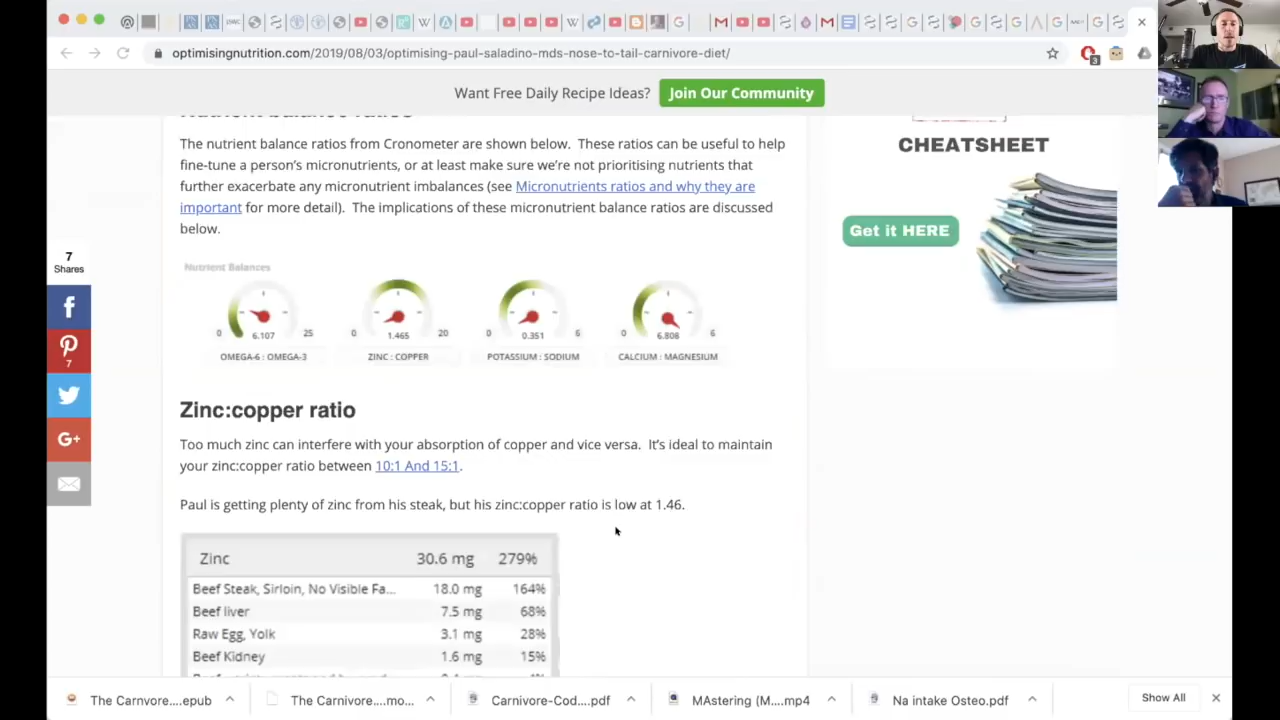 optimisingnutrition.com/2019/08/03/optimising-paul-saladino-mds-nose-to-tail-carnivore-diet/
3
Want Free Daily Recipe Ideas?
Join Our Community
Nutrient balance ratios
The nutrient balance ratios from Cronometer are shown below. These ratios can be useful to help
fine-tune a person's micronutrients, or at least make sure we're not prioritising nutrients that
further exacerbate any micronutrient imbalances (see Micronutrients ratios and why they are
important for more detail). The implications of these micronutrient balance ratios are discussed
below.
CHEATSHEET
Get it HERE
7
Shares
7
G+
Nutrient Balances
0 6.107 25
OMEGA-6 : OMEGA-3
0 1.465 20
ZINC : COPPER
0 0.351 6
POTASSIUM : SODIUM
0 6.808 6
CALCIUM : MAGNESIUM
Zinc:copper ratio
Too much zinc can interfere with your absorption of copper and vice versa. It's ideal to maintain
your zinc:copper ratio between 10:1 And 15:1.
Paul is getting plenty of zinc from his steak, but his zinc:copper ratio is low at 1.46.
Zinc 30.6 mg 279%
Beef Steak, Sirloin, No Visible Fa... 18.0 mg 164%
Beef liver 7.5 mg 68%
Raw Egg, Yolk 3.1 mg 28%
Beef Kidney 1.6 mg 15%
The Carnvore....epub
The Carnivore....mo...
Carnivore-Cod....pdf
MAstering (M....mp4
Na intake Osteo.pdf
Show All